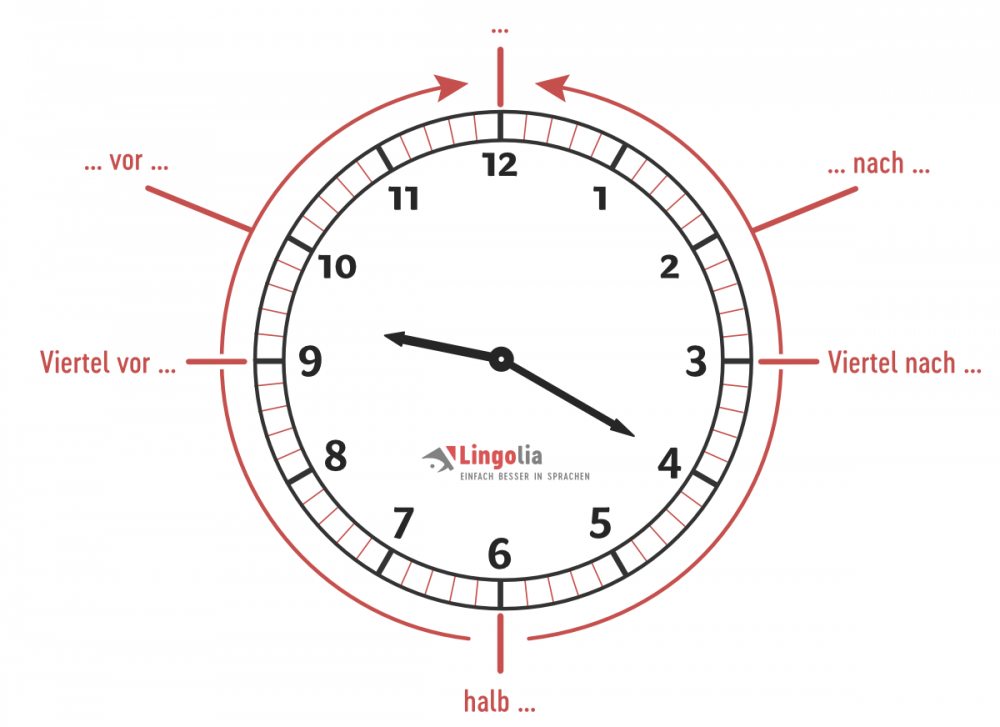 ...
... vor ...
... nach ...
12
11
1
10
2
Viertel vor ...
9
3
Viertel nach ...
8
4
Lingolia
EINFACH BESSER IN SPRACHEN
7
5
6
halb ...